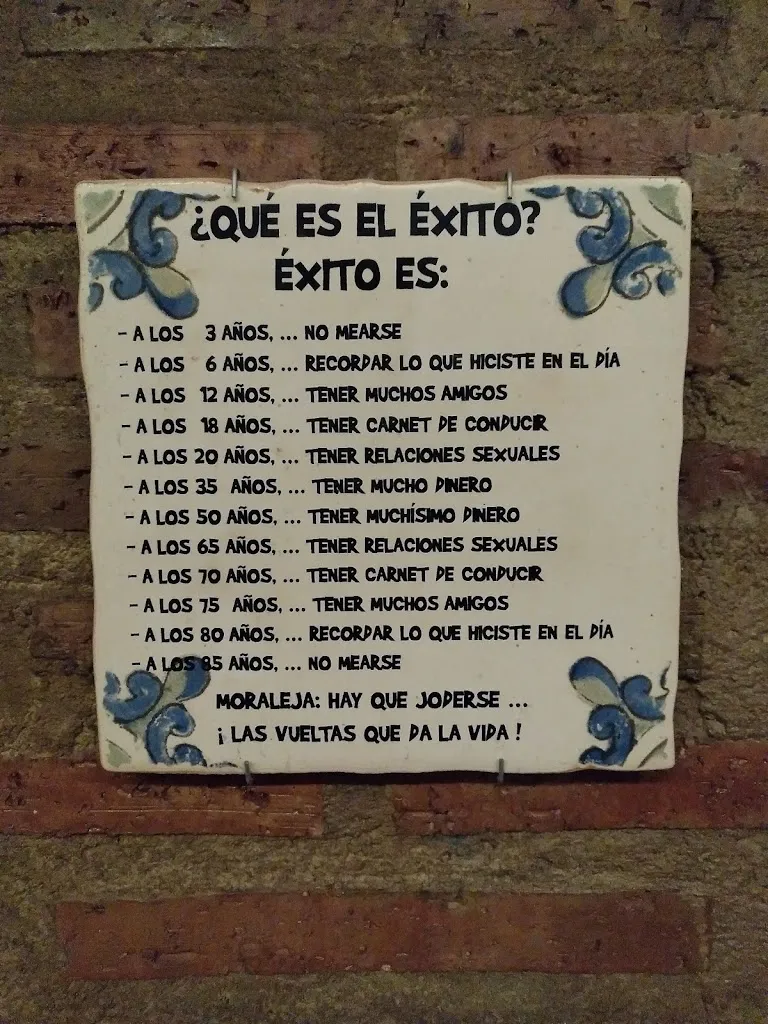 ¿QUÉ ES EL ÉXITO?
ÉXITO ES:
- A LOS 3 AÑOS, ... NO MEARSE
- A LOS 6 AÑOS, ... RECORDAR LO QUE HICISTE EN EL DÍA
- A LOS 12 AÑOS, ... TENER MUCHOS AMIGOS
- A LOS 18 AÑOS, ... TENER CARNET DE CONDUCIR
- A LOS 20 AÑOS, ... TENER RELACIONES SEXUALES
- A LOS 35 AÑOS, ... TENER MUCHO DINERO
- A LOS 50 AÑOS, ... TENER MUCHÍSIMO DINERO
- A LOS 65 AÑOS, ... TENER RELACIONES SEXUALES
- A LOS 70 AÑOS, ... TENER CARNET DE CONDUCIR
- A LOS 75 AÑOS, ... TENER MUCHOS AMIGOS
- A LOS 80 AÑOS, ... RECORDAR LO QUE HICISTE EN EL DÍA
- A LOS 85 AÑOS, ... NO MEARSE
MORALEJA: HAY QUE JODERSE ...
¡ LAS VUELTAS QUE DA LA VIDA !